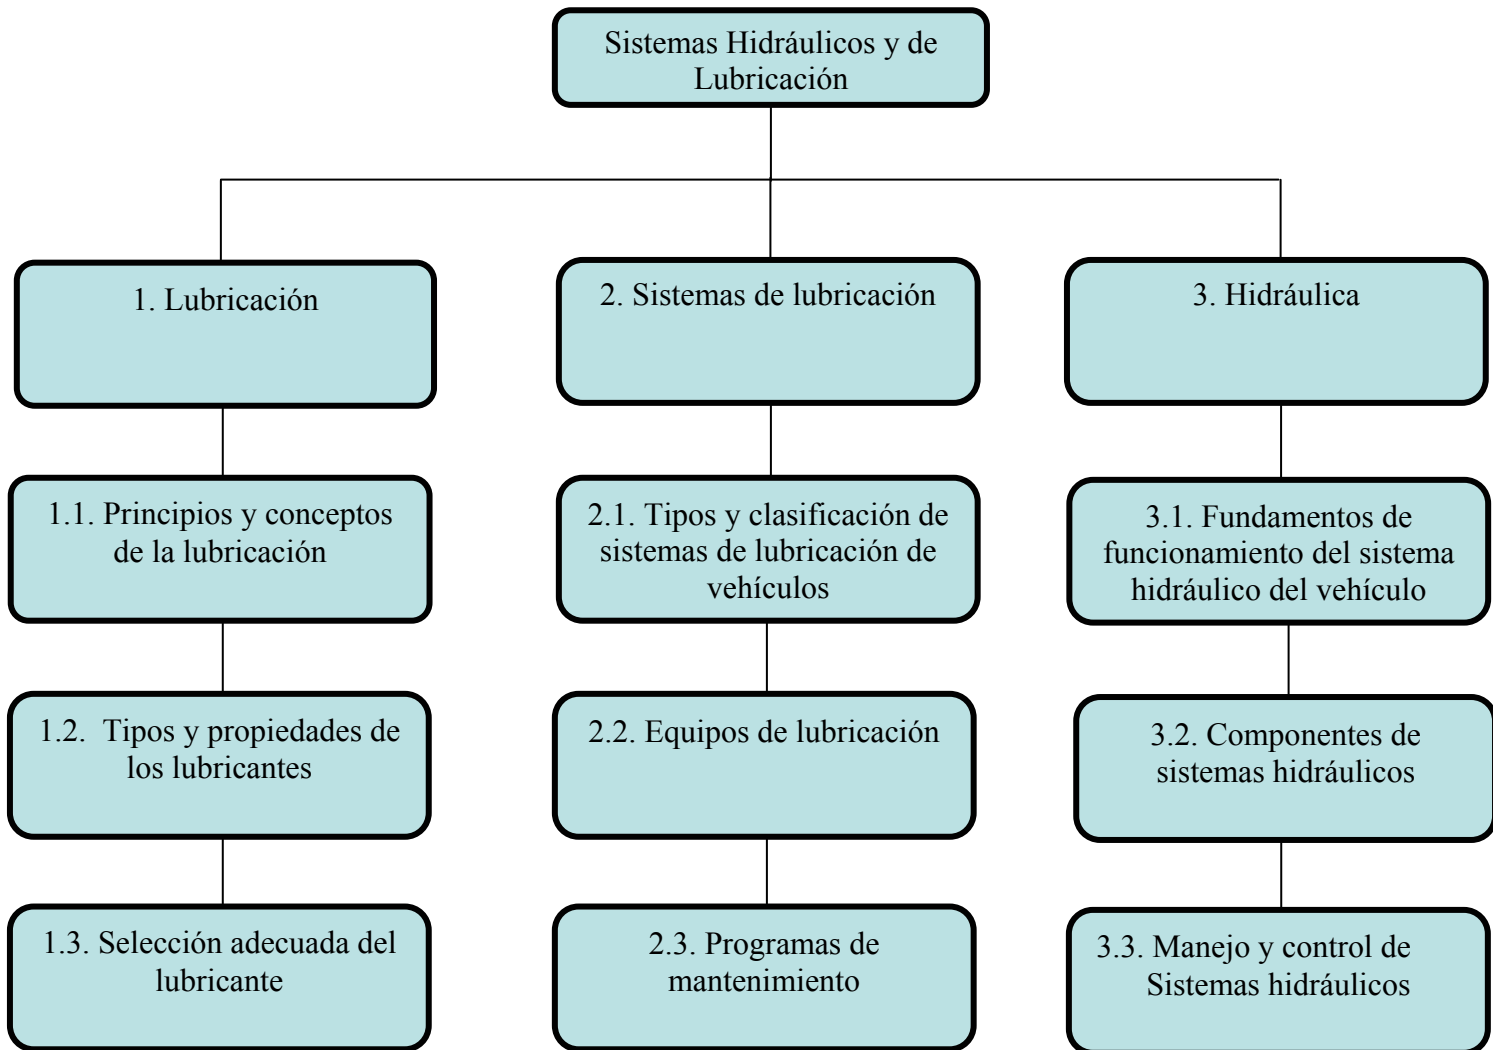 Sistemas Hidráulicos y de
Lubricación
1. Lubricación
2. Sistemas de lubricación
3. Hidráulica
1.1. Principios y conceptos
de la lubricación
2.1. Tipos y clasificación de
sistemas de lubricación de
vehículos
3.1. Fundamentos de
funcionamiento del sistema
hidráulico del vehículo
1.2. Tipos y propiedades de
los lubricantes
2.2. Equipos de lubricación
3.2. Componentes de
sistemas hidráulicos
1.3. Selección adecuada del
lubricante
2.3. Programas de
mantenimiento
3.3. Manejo y control de
Sistemas hidráulicos